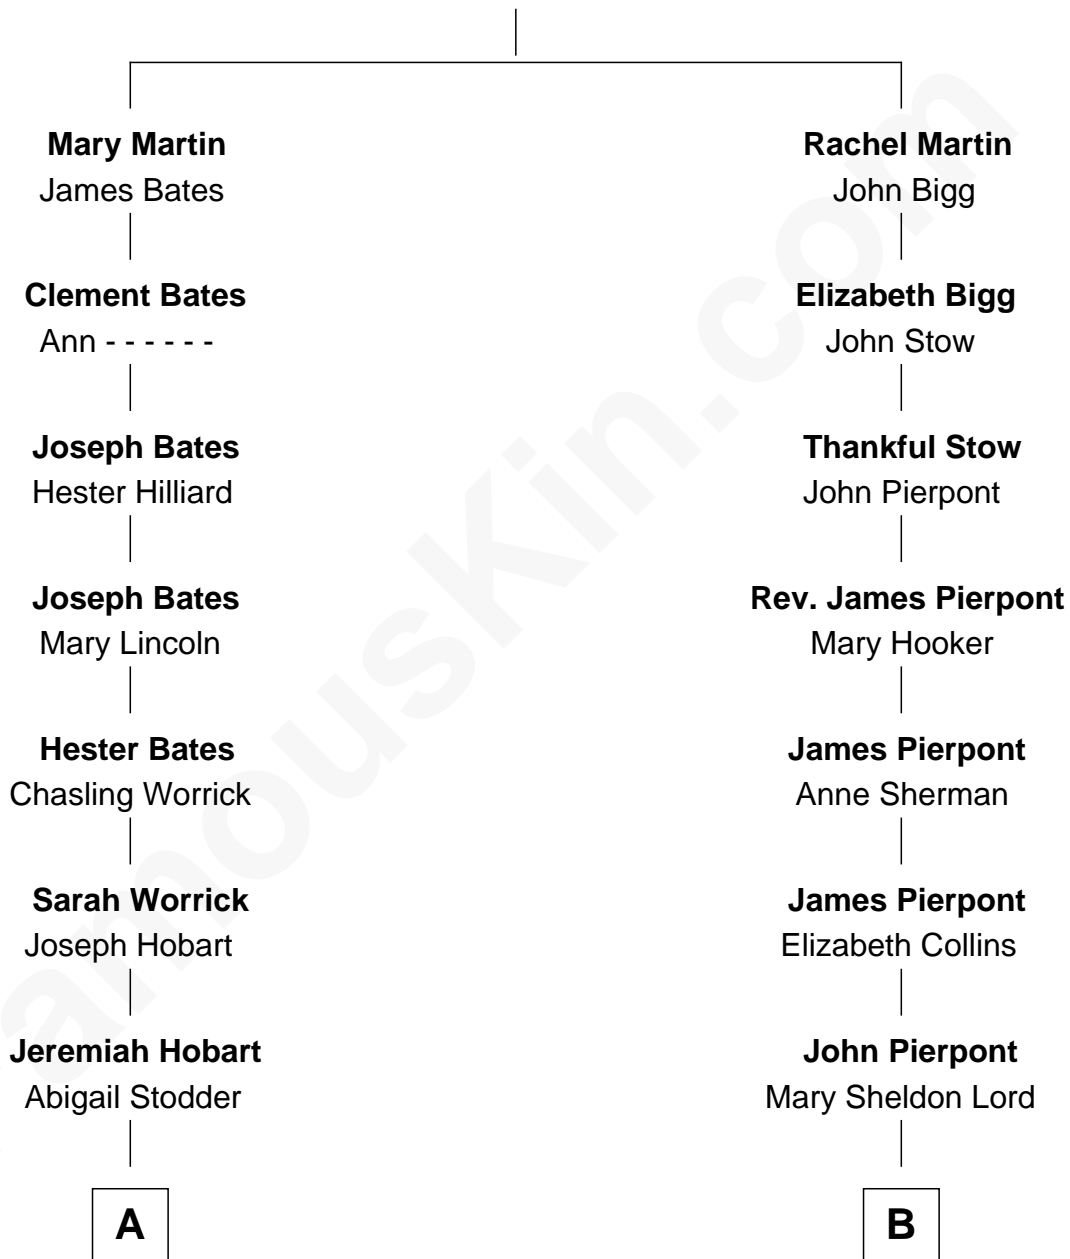 Mary Martin
James Bates
Rachel Martin
John Bigg
Clement Bates
Ann - - - - - -
Elizabeth Bigg
John Stow
Joseph Bates
Hester Hilliard
Thankful Stow
John Pierpont
Joseph Bates
Mary Lincoln
Rev. James Pierpont
Mary Hooker
Hester Bates
Chasling Worrick
James Pierpont
Anne Sherman
Sarah Worrick
Joseph Hobart
James Pierpont
Elizabeth Collins
Jeremiah Hobart
Abigail Stodder
John Pierpont
Mary Sheldon Lord
A
B
amouskin.com